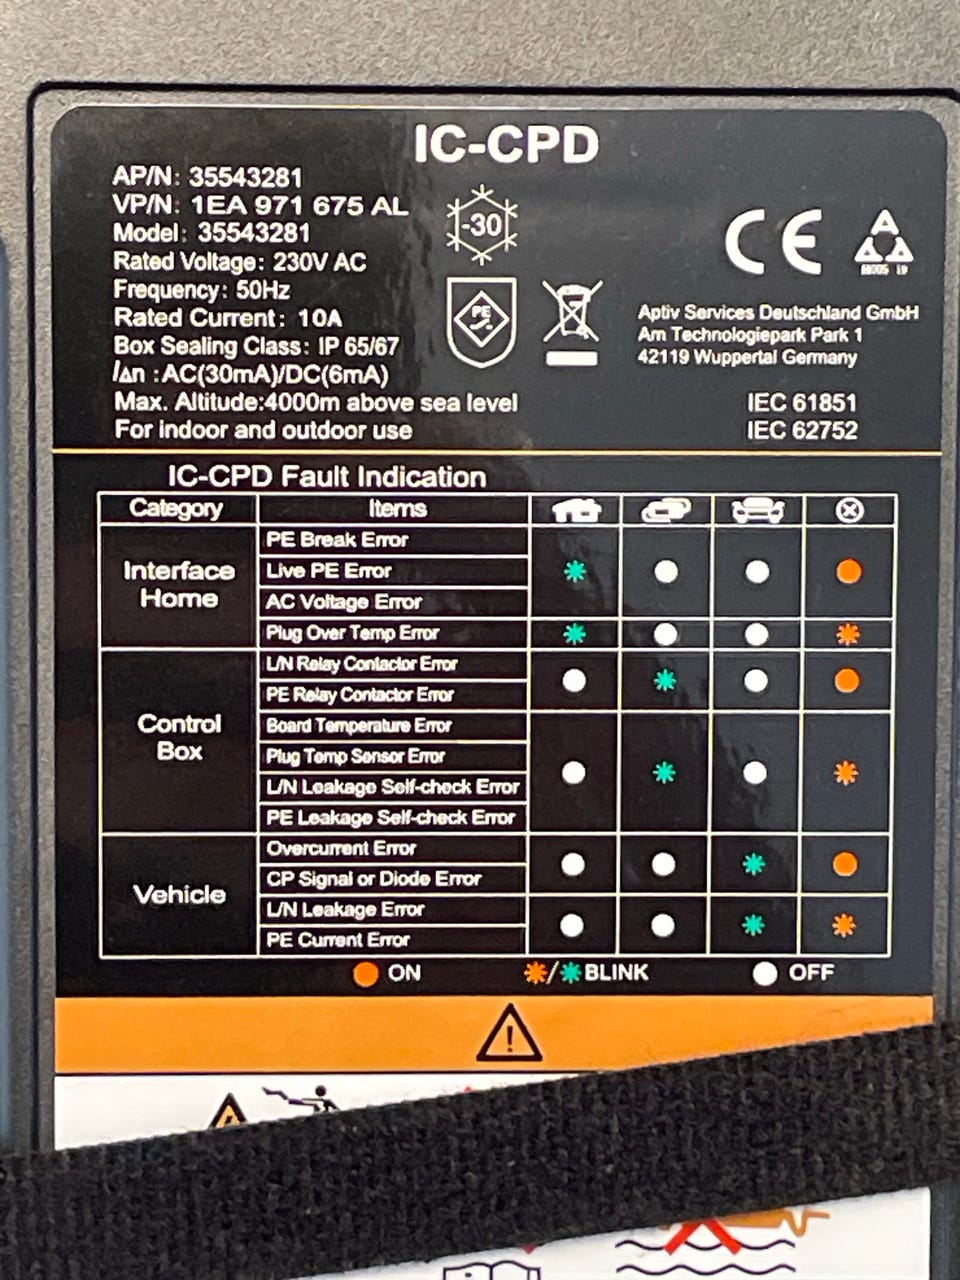 IC-CPD
AP/N: 35543281
VP/N: 1EA 971 675 AL
Model: 35543281
Rated Voltage: 230V AC
Frequency: 50Hz
Rated Current: 10A
Box Sealing Class: IP 65/67
I∆n :AC(30mA)/DC(6mA)
Max. Altitude:4000m above sea level
For indoor and outdoor use
-30
PE
CE
Aptiv Services Deutschland GmbH
Am Technologiepark Park 1
42119 Wuppertal Germany
IEC 61851
IEC 62752
IC-CPD Fault Indication
Category Items
Interface Home
PE Break Error
Live PE Error
AC Voltage Error
Plug Over Temp Error
Control Box
L/N Relay Contactor Error
PE Relay Contactor Error
Board Temperature Error
Plug Temp Sensor Error
L/N Leakage Self-check Error
PE Leakage Self-check Error
Vehicle
Overcurrent Error
CP Signal or Diode Error
L/N Leakage Error
PE Current Error
ON / BLINK OFF